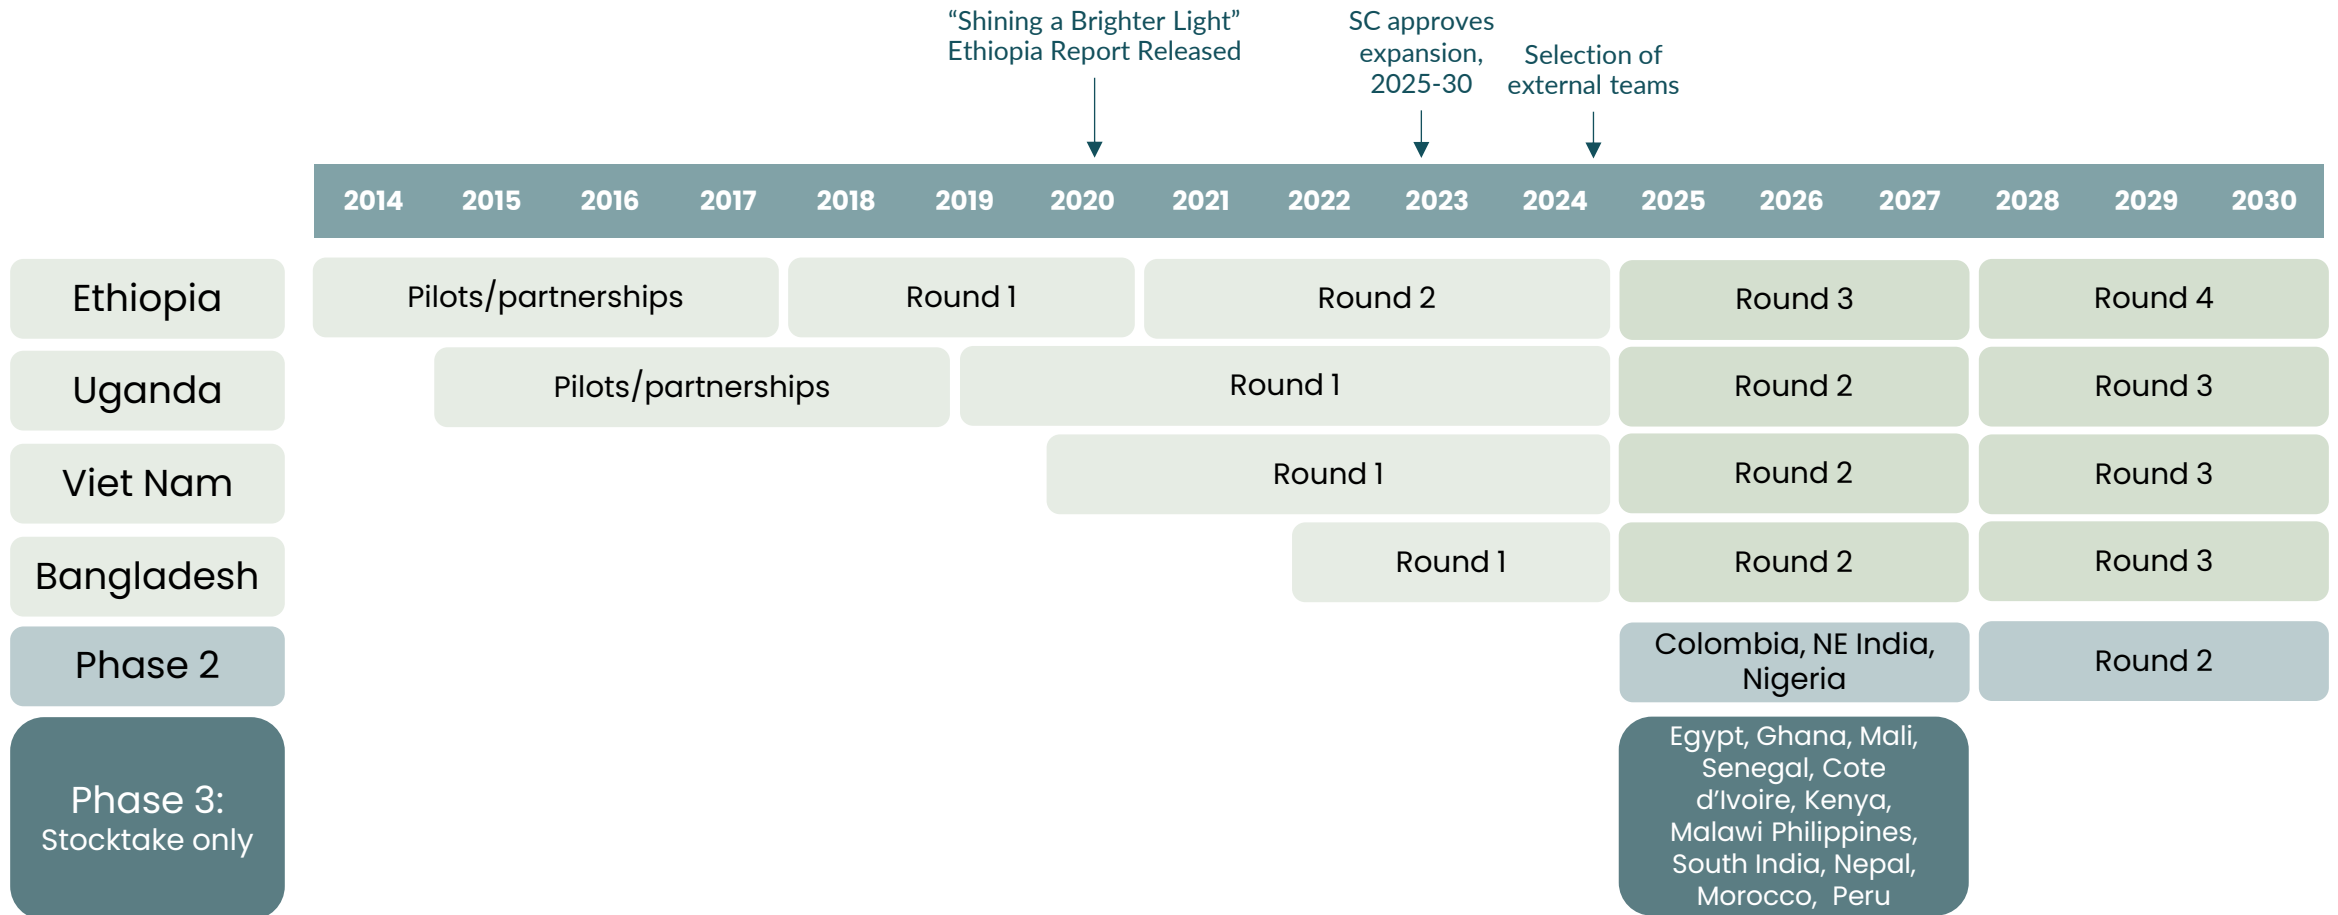 “Shining a Brighter Light”
Ethiopia Report Released
SC approves
expansion,
2025-30
Selection of
external teams
2014 2015 2016 2017 2018 2019 2020 2021 2022 2023 2024 2025 2026 2027 2028 2029 2030
Ethiopia
Pilots/partnerships
Round 1
Round 2
Round 3
Round 4
Uganda
Pilots/partnerships
Round 1
Round 2
Round 3
Viet Nam
Round 1
Round 2
Round 3
Bangladesh
Round 1
Round 2
Round 3
Phase 2
Colombia, NE India,
Nigeria
Round 2
Phase 3:
Stocktake only
Egypt, Ghana, Mali,
Senegal, Cote
d’Ivoire, Kenya,
Malawi Philippines,
South India, Nepal,
Morocco, Peru